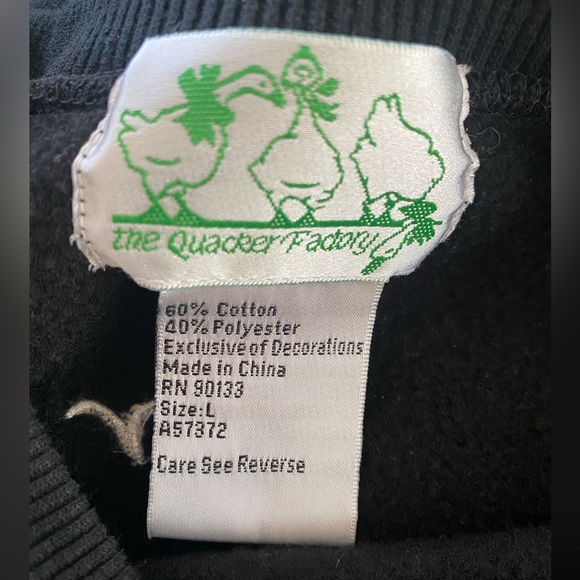 the Quacker Factory
60% Cotton
40% Polyester
Exclusive of Decorations
Made in China
RN 90133
Size:L
A57372
Care See Reverse